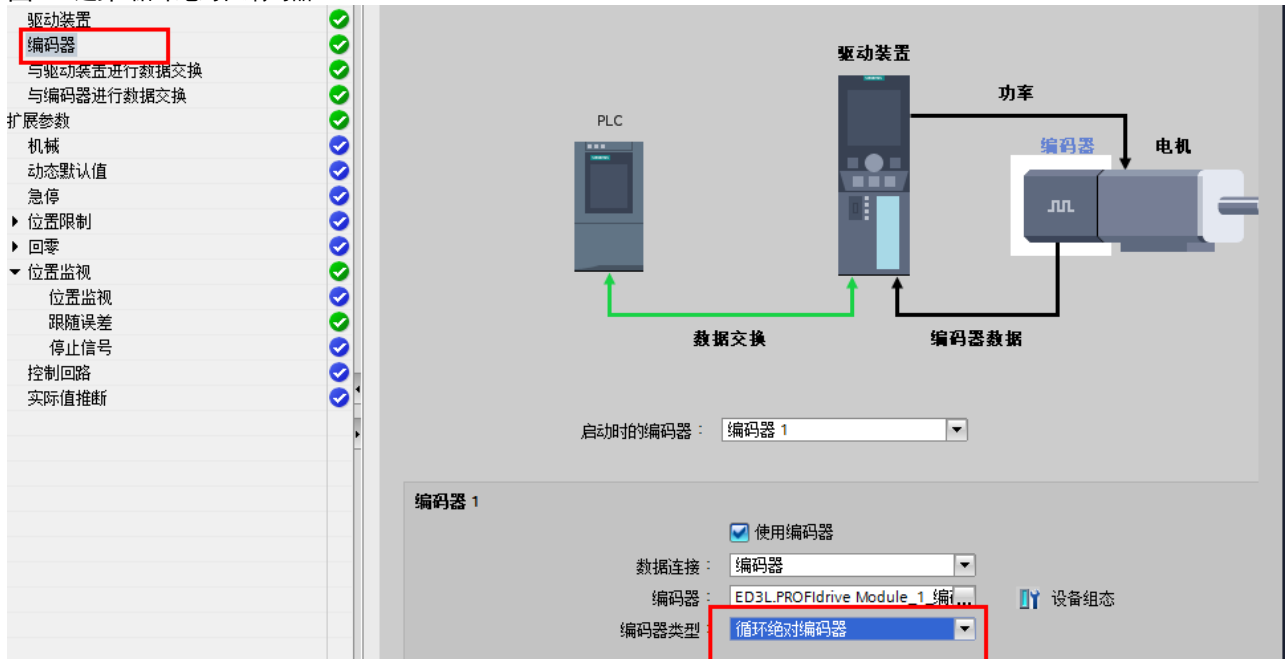 驱动装置
编码器
与驱动装置进行数据交换
与编码器进行数据交换
扩展参数
机械
动态默认值
急停
位置限制
回零
位置监视
位置监视
跟随误差
停止信号
控制回路
实际值推断
驱动装置
功率
PLC
编码器
电机
数据交换
编码器数据
启动时的编码器：
编码器 1
编码器 1
使用编码器
数据连接：
编码器
编码器：
ED3L.PROFIdrive Module_1_编
...
设备组态
编码器类型：
循环绝对编码器